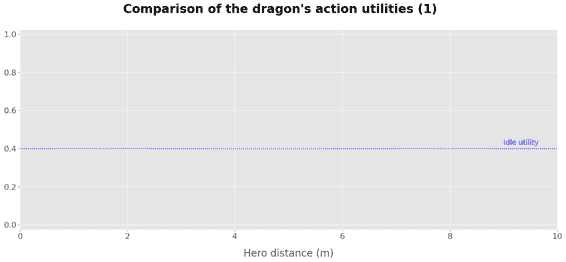 Comparison of the dragon's action utilities (1)
1.0
0.8
0.6
Idle utility
0.4
0.2
0.0
0 2 4 6 8 10
Hero distance (m)